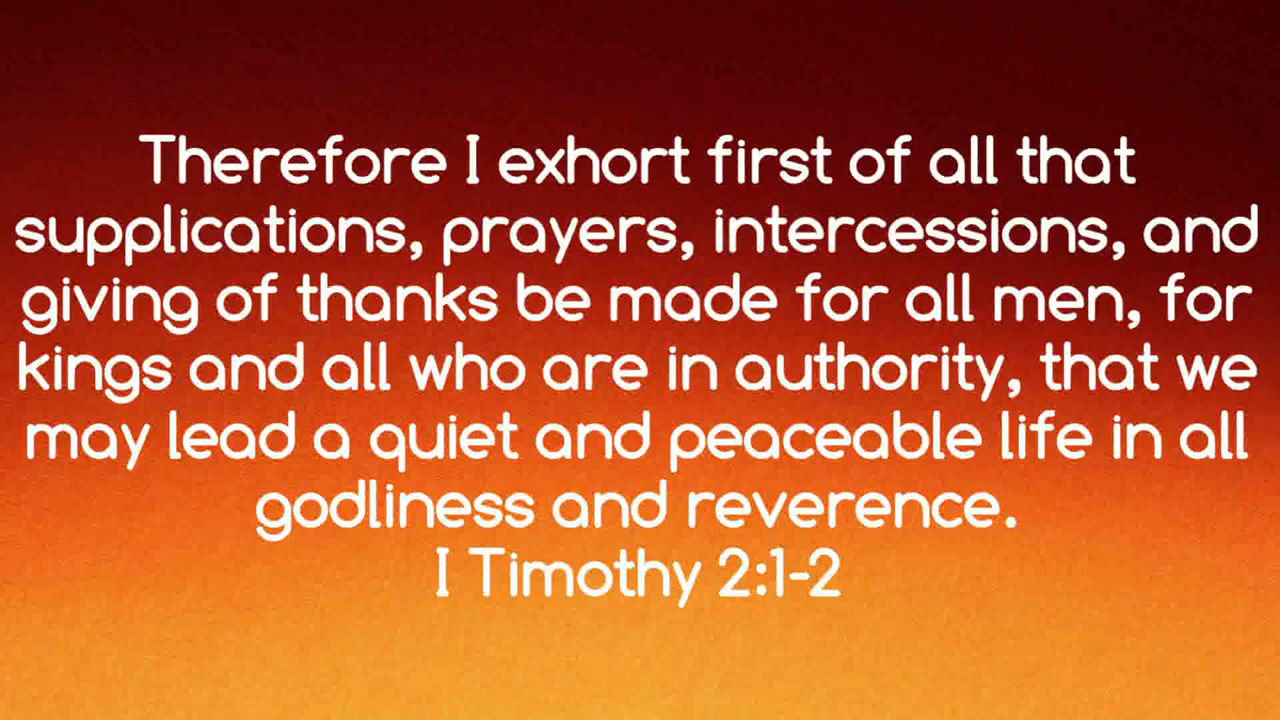 Therefore I exhort first of all that
supplications, prayers, intercessions, and
giving of thanks be made for all men, for
kings and all who are in authority, that we
may lead a quiet and peaceable life in all
godliness and reverence.
I Timothy 2:1-2